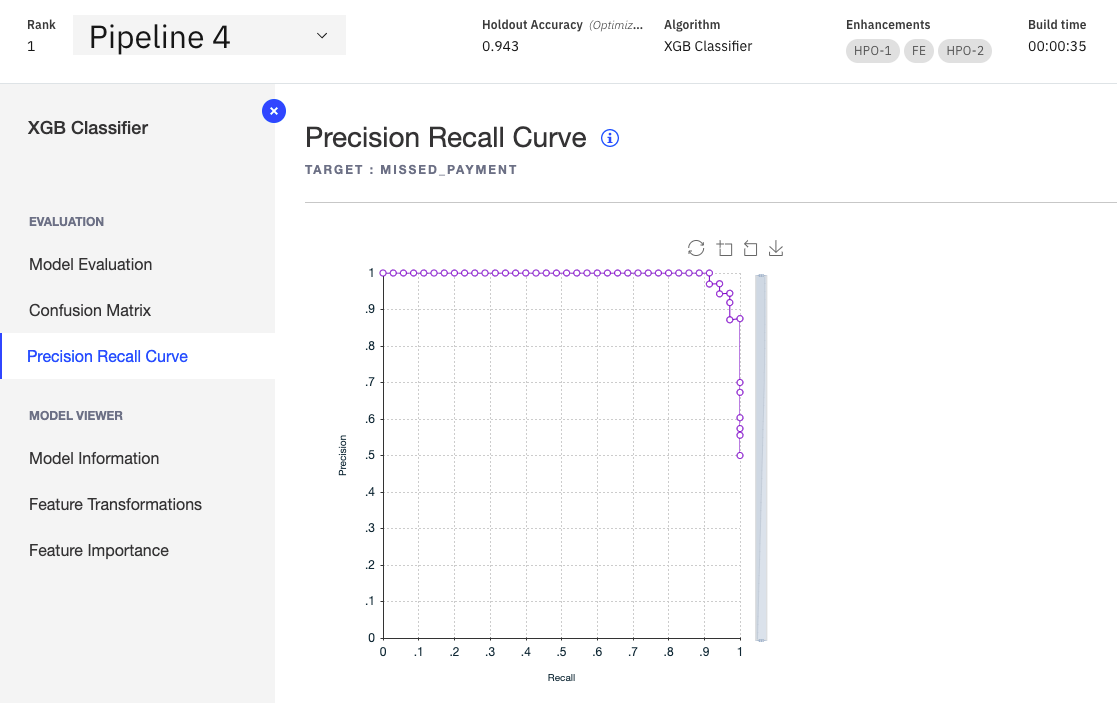 Rank
1
Pipeline 4
Holdout Accuracy (Optimiz...
0.943
Algorithm
XGB Classifier
Enhancements
HPO-1 FE HPO-2
Build time
00:00:35
XGB Classifier
EVALUATION
Model Evaluation
Confusion Matrix
Precision Recall Curve
MODEL VIEWER
Model Information
Feature Transformations
Feature Importance
Precision Recall Curve
TARGET : MISSED_PAYMENT
1
.9
.8
.7
.6
.5
.4
.3
.2
.1
0
Precision
0 .1 .2 .3 .4 .5 .6 .7 .8 .9 1
Recall